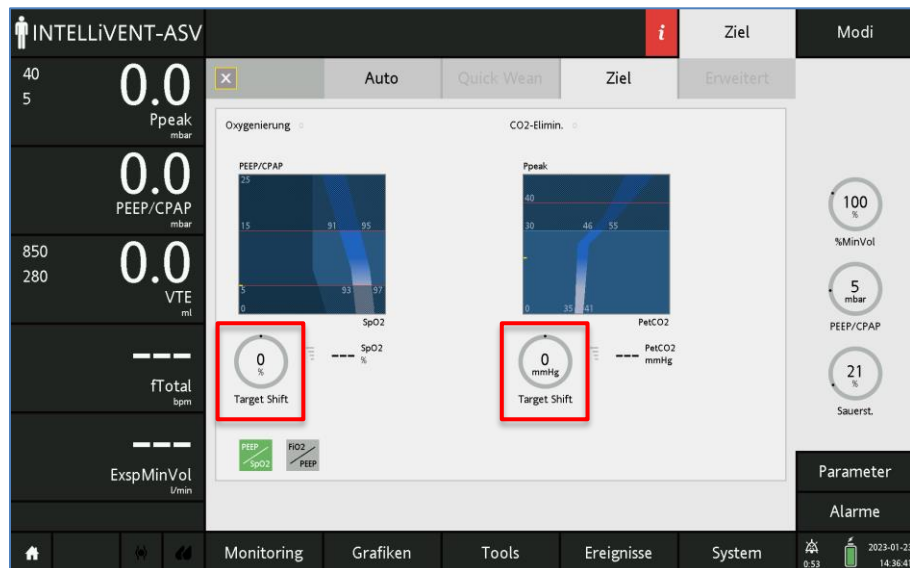 INTELLiVENT-ASV
i
Ziel
Modi
40
5
0.0
Ppeak
mbar
0.0
PEEP/CPAP
mbar
850
280
0.0
VTE
ml
---
fTotal
bpm
---
ExspMinVol
l/min
X
Auto
Quick Wean
Ziel
Erweitert
Oxygenierung
CO2-Elimin.
PEEP/CPAP
25
15
91 95
5
93 97
0
SpO2
Ppeak
40
30
46 55
0
35 41
PetCO2
0
%
Target Shift
--- SpO2
%
0
mmHg
Target Shift
--- PetCO2
mmHg
PEEP
SpO2
FiO2
PEEP
100
%
%MinVol
5
mbar
PEEP/CPAP
21
%
Sauerst.
Parameter
Alarme
Monitoring
Grafiken
Tools
Ereignisse
System
0:53
2023-01-23
14:36:41